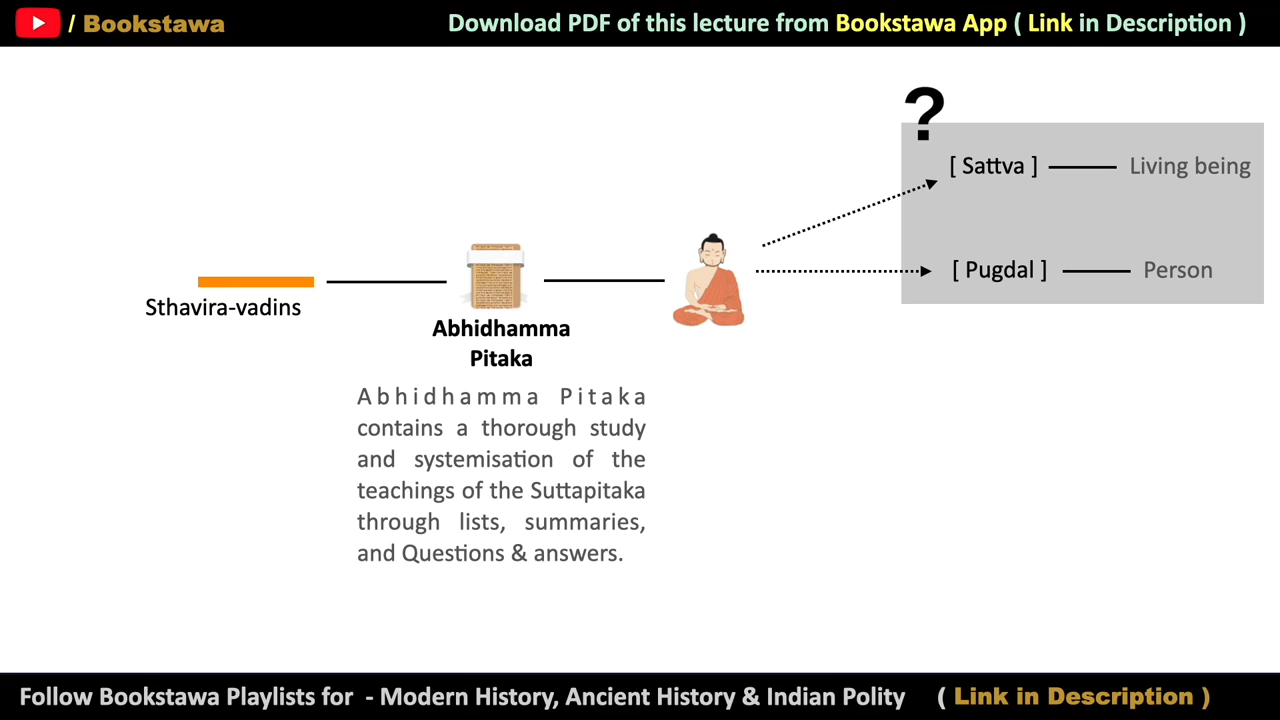 / Bookstawa
Download PDF of this lecture from Bookstawa App ( Link in Description )
?
[ Sattva ] Living being
[ Pugdal ] Person
Sthavira-vadins
Abhidhamma
Pitaka
Abhidhamma Pitaka
contains a thorough study
and systemisation of the
teachings of the Suttapitaka
through lists, summaries,
and Questions & answers.
Follow Bookstawa Playlists for - Modern History, Ancient History & Indian Polity ( Link in Description )